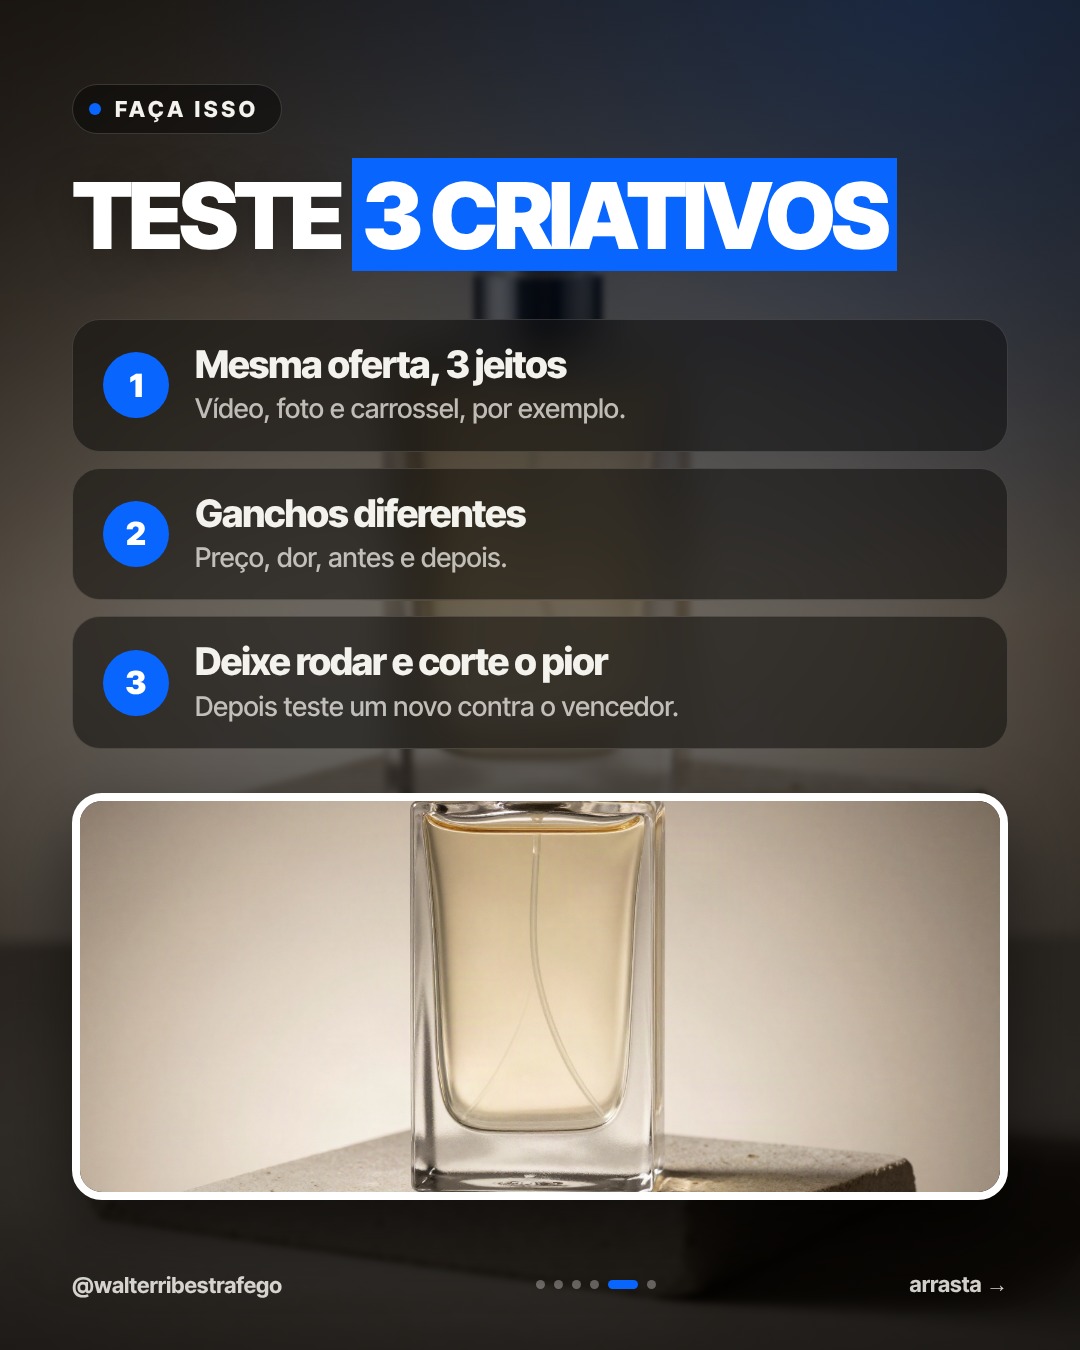 FAÇA ISSO
TESTE 3 CRIATIVOS
1
Mesma oferta, 3 jeitos
Vídeo, foto e carrossel, por exemplo.
2
Ganchos diferentes
Preço, dor, antes e depois.
3
Deixe rodar e corte o pior
Depois teste um novo contra o vencedor.
@walterribestrafego
arrasta →